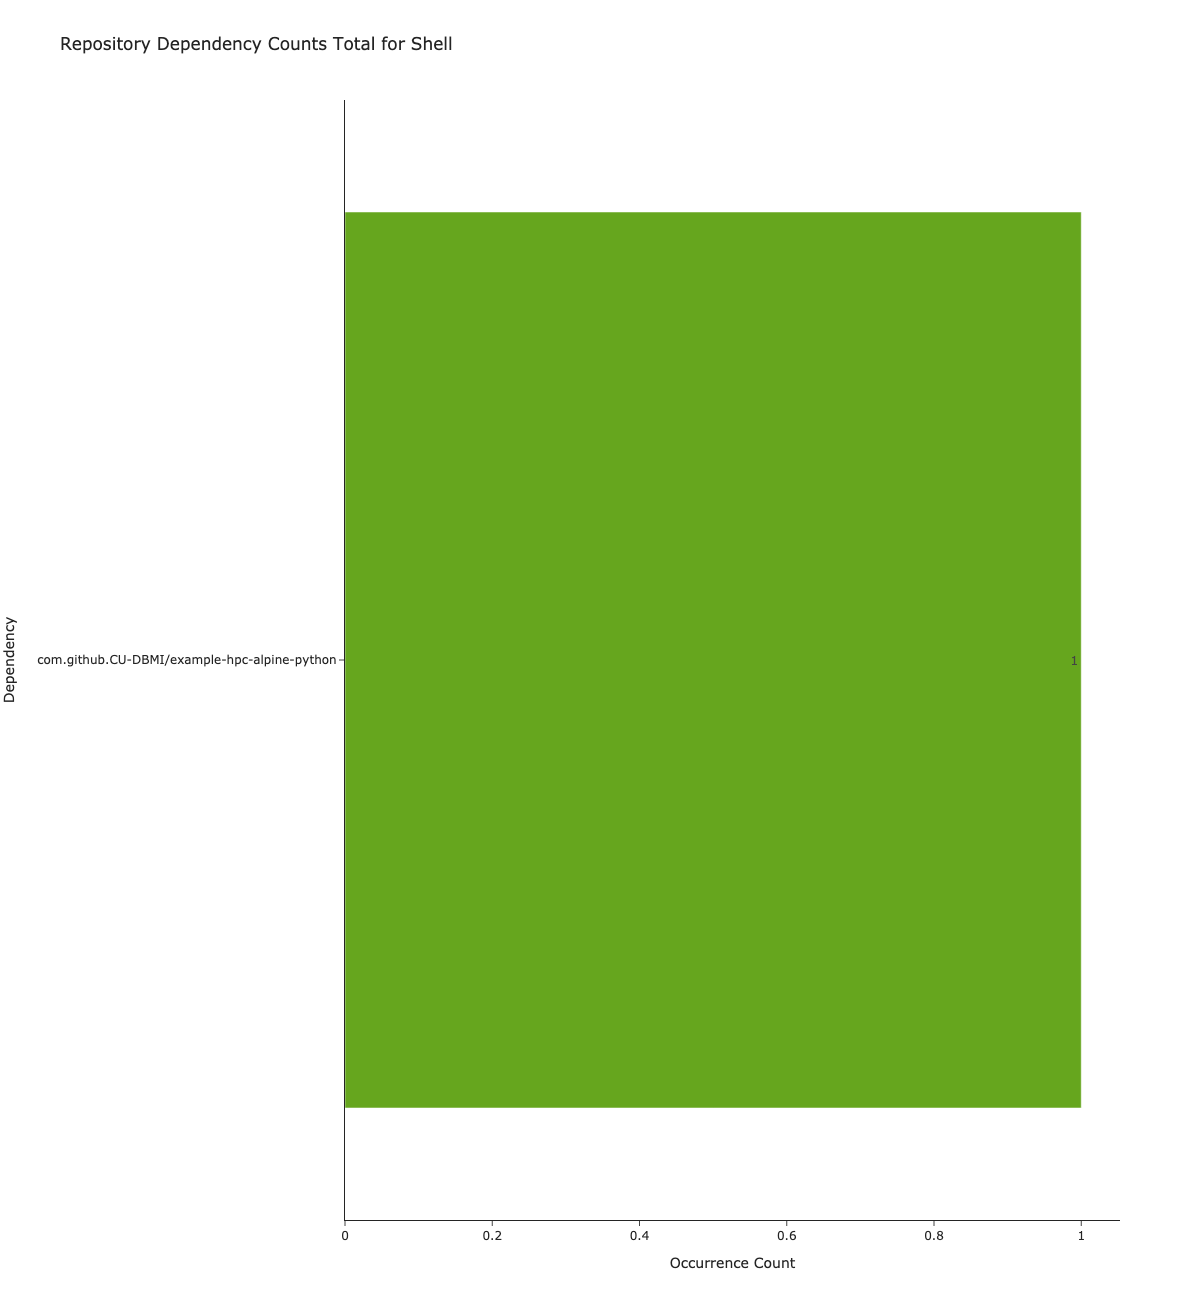 Repository Dependency Counts Total for Shell
Dependency
com.github.CU-DBMI/example-hpc-alpine-python
1
0 0.2 0.4 0.6 0.8 1
Occurrence Count